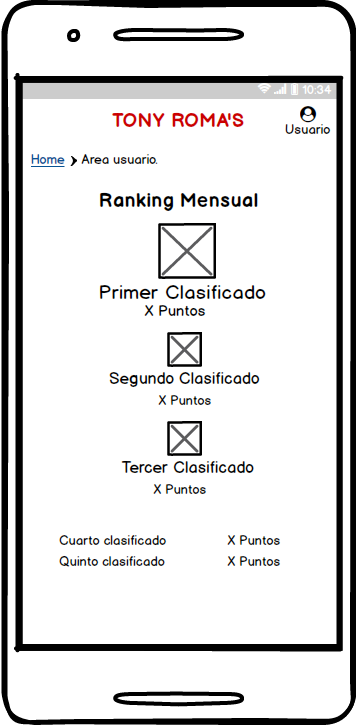 10:34
TONY ROMA'S
Usuario
Home Area usuario.
Ranking Mensual
Primer Clasificado
X Puntos
Segundo Clasificado
X Puntos
Tercer Clasificado
X Puntos
Cuarto clasificado X Puntos
Quinto clasificado X Puntos